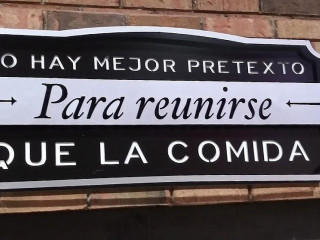 O HAY MEJOR PRETEXTO
Para reunirse
QUE LA COMIDA